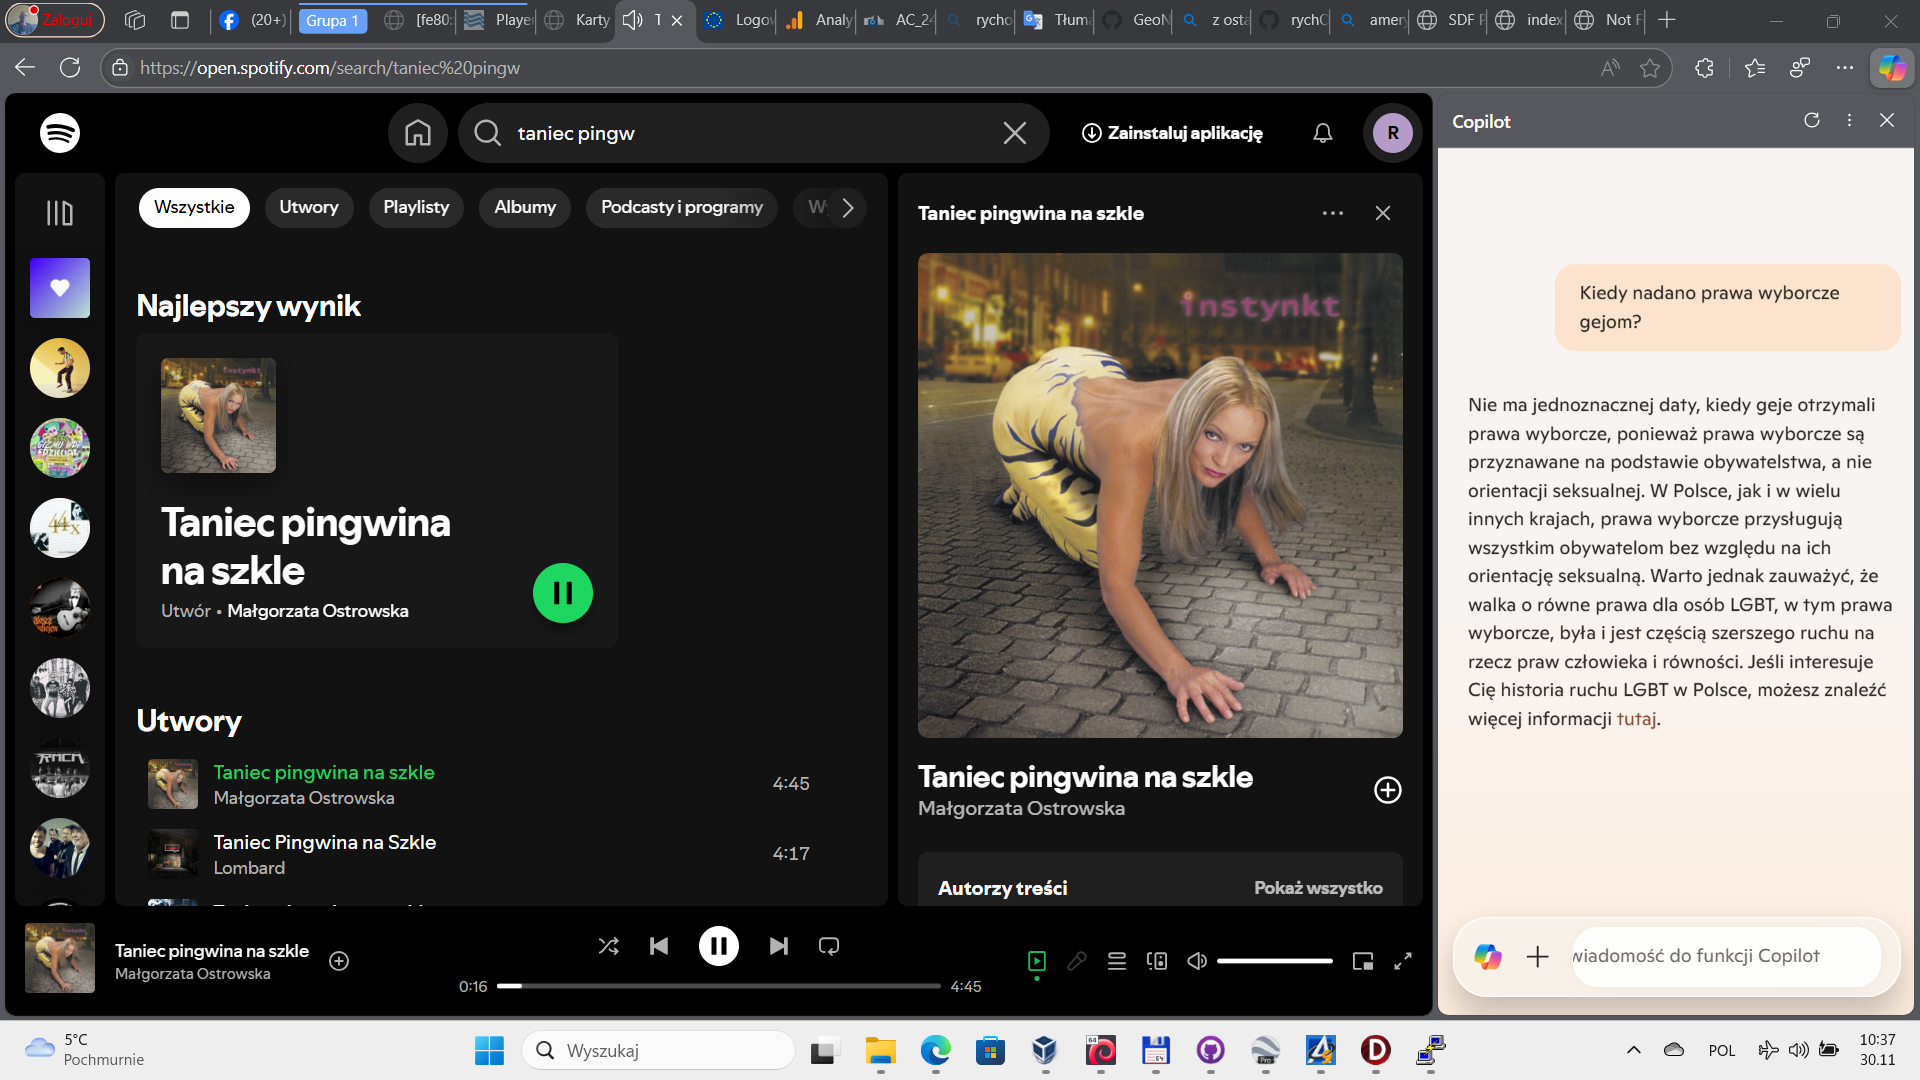 Zaloguj
(20+)
Grupa 1
[fe80:
Playe
Karty
T
Logo
Analy
AC_24
rycho
Tłuma
GeoN
z osta
rychC
amer
SDF P
index
Not F
https://open.spotify.com/search/taniec%20pingw
taniec pingw
Zainstaluj aplikację
R
Wszystkie
Utwory
Playlisty
Albumy
Podcasty i programy
Najlepszy wynik
instynkt
Taniec pingwina
na szkle
Utwór • Małgorzata Ostrowska
Utwory
Taniec pingwina na szkle
Małgorzata Ostrowska
4:45
Taniec Pingwina na Szkle
Lombard
4:17
44x
RACA
Taniec pingwina na szkle
instynkt
Taniec pingwina na szkle
Małgorzata Ostrowska
Autorzy treści
Pokaż wszystko
Taniec pingwina na szkle
Małgorzata Ostrowska
0:16
4:45
Copilot
Kiedy nadano prawa wyborcze
gejom?
Nie ma jednoznacznej daty, kiedy geje otrzymali
prawa wyborcze, ponieważ prawa wyborcze są
przyznawane na podstawie obywatelstwa, a nie
orientacji seksualnej. W Polsce, jak i w wielu
innych krajach, prawa wyborcze przysługują
wszystkim obywatelom bez względu na ich
orientację seksualną. Warto jednak zauważyć, że
walka o równe prawa dla osób LGBT, w tym prawa
wyborcze, była i jest częścią szerszego ruchu na
rzecz praw człowieka i równości. Jeśli interesuje
Cię historia ruchu LGBT w Polsce, możesz znaleźć
więcej informacji tutaj.
wiadomość do funkcji Copilot
5°C
Pochmurnie
Wyszukaj
64
Pro
POL
10:37
30.11